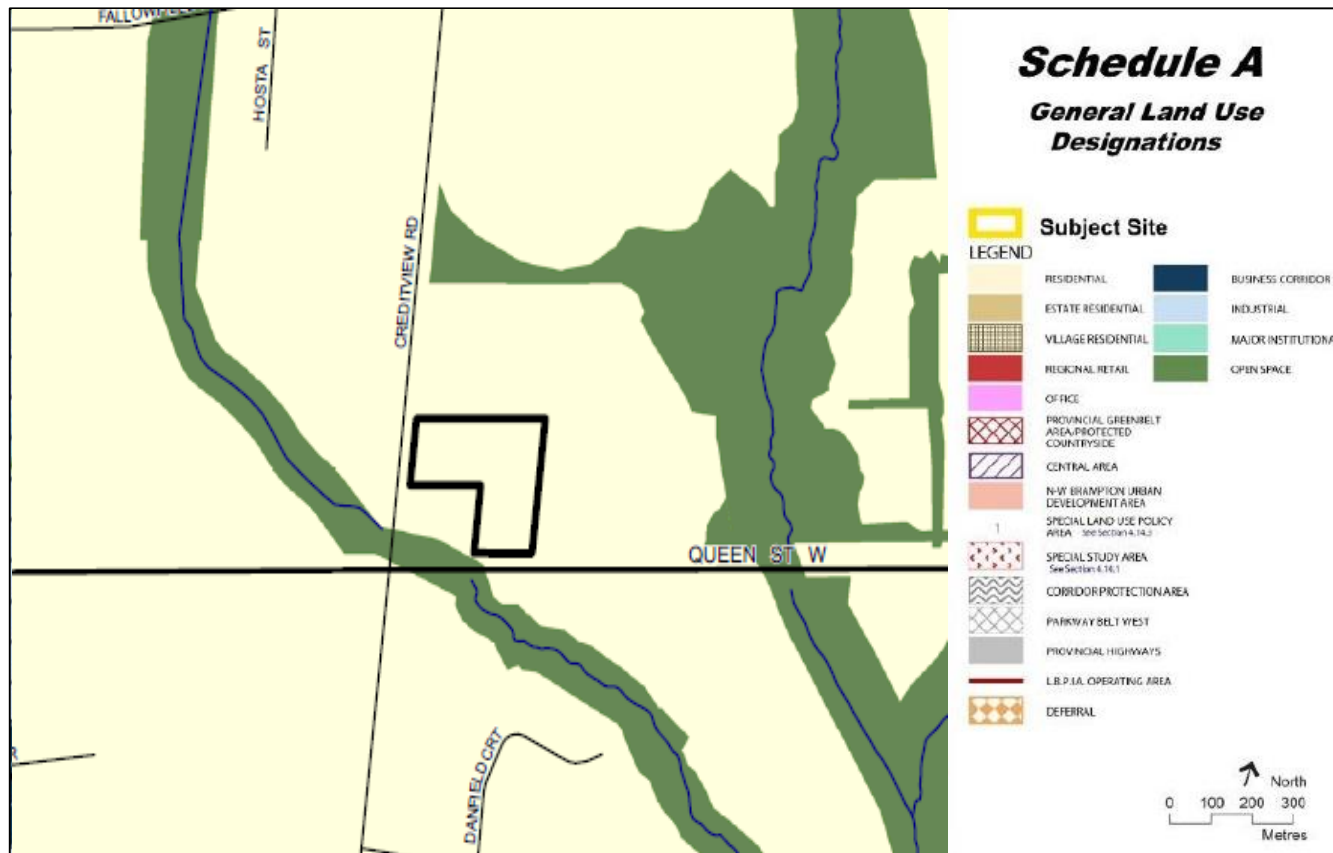 HOSTA ST
CREDITVIEW RD
QUEEN ST W
DANFIELD CRT
R
Schedule A
General Land Use
Designations
Subject Site
LEGEND
RESIDENTIAL
ESTATE RESIDENTIAL
VILLAGE RESIDENTIAL
REGIONAL RETAIL
OFFICE
PROVINCIAL GREENBELT
AREA/PROTECTED
COUNTRYSIDE
CENTRAL AREA
N-W BRAMPTON URBAN
DEVELOPMENT AREA
1
SPECIAL LAND USE POLICY
AREA See Section 4.14.3
SPECIAL STUDY AREA
See Section 4.14.1
CORRIDOR PROTECTION AREA
PARKWAY BELT WEST
PROVINCIAL HIGHWAYS
L.B.P.I.A. OPERATING AREA
DEFERRAL
BUSINESS CORRIDOR
INDUSTRIAL
MAJOR INSTITUTIONA
OPEN SPACE
North
0 100 200 300
Metres